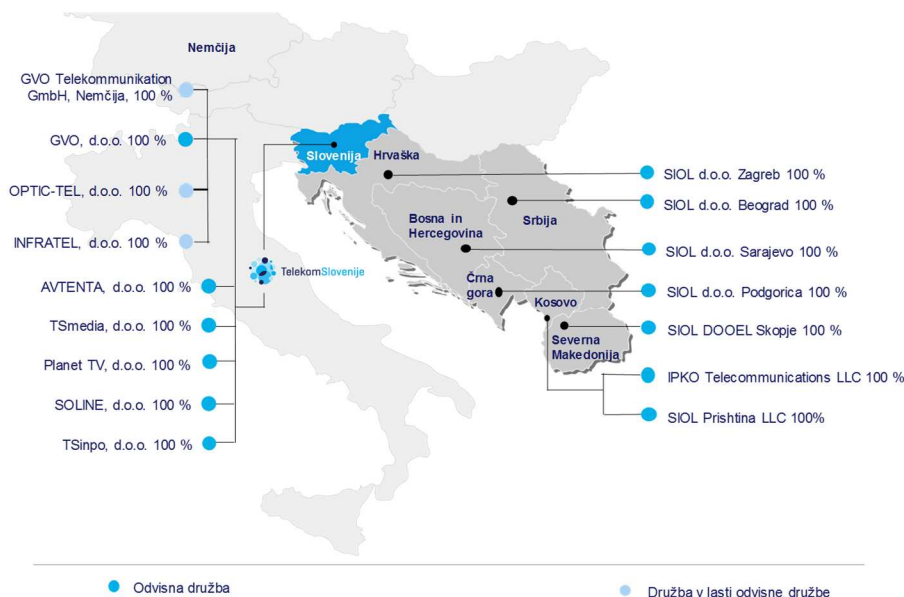 Nemčija
GVO Telekommunikation
GmbH, Nemčija, 100 %
GVO, d.o.o. 100 %
OPTIC-TEL, d.o.o. 100 %
INFRATEL, d.o.o. 100 %
AVTENTA, d.o.o. 100 %
TSmedia, d.o.o. 100 %
Planet TV, d.o.o. 100 %
SOLINE, d.o.o. 100 %
TSinpo, d.o.o. 100 %
TelekomSlovenije
Slovenija
Hrvaška
Bosna in
Hercegovina
Srbija
Črna
gora
Kosovo
Severna
Makedonija
SIOL d.o.o. Zagreb 100 %
SIOL d.o.o. Beograd 100 %
SIOL d.o.o. Sarajevo 100 %
SIOL d.o.o. Podgorica 100 %
SIOL DOOEL Skopje 100 %
IPKO Telecommunications LLC 100 %
SIOL Prishtina LLC 100%
Odvisna družba
Družba v lasti odvisne družbe